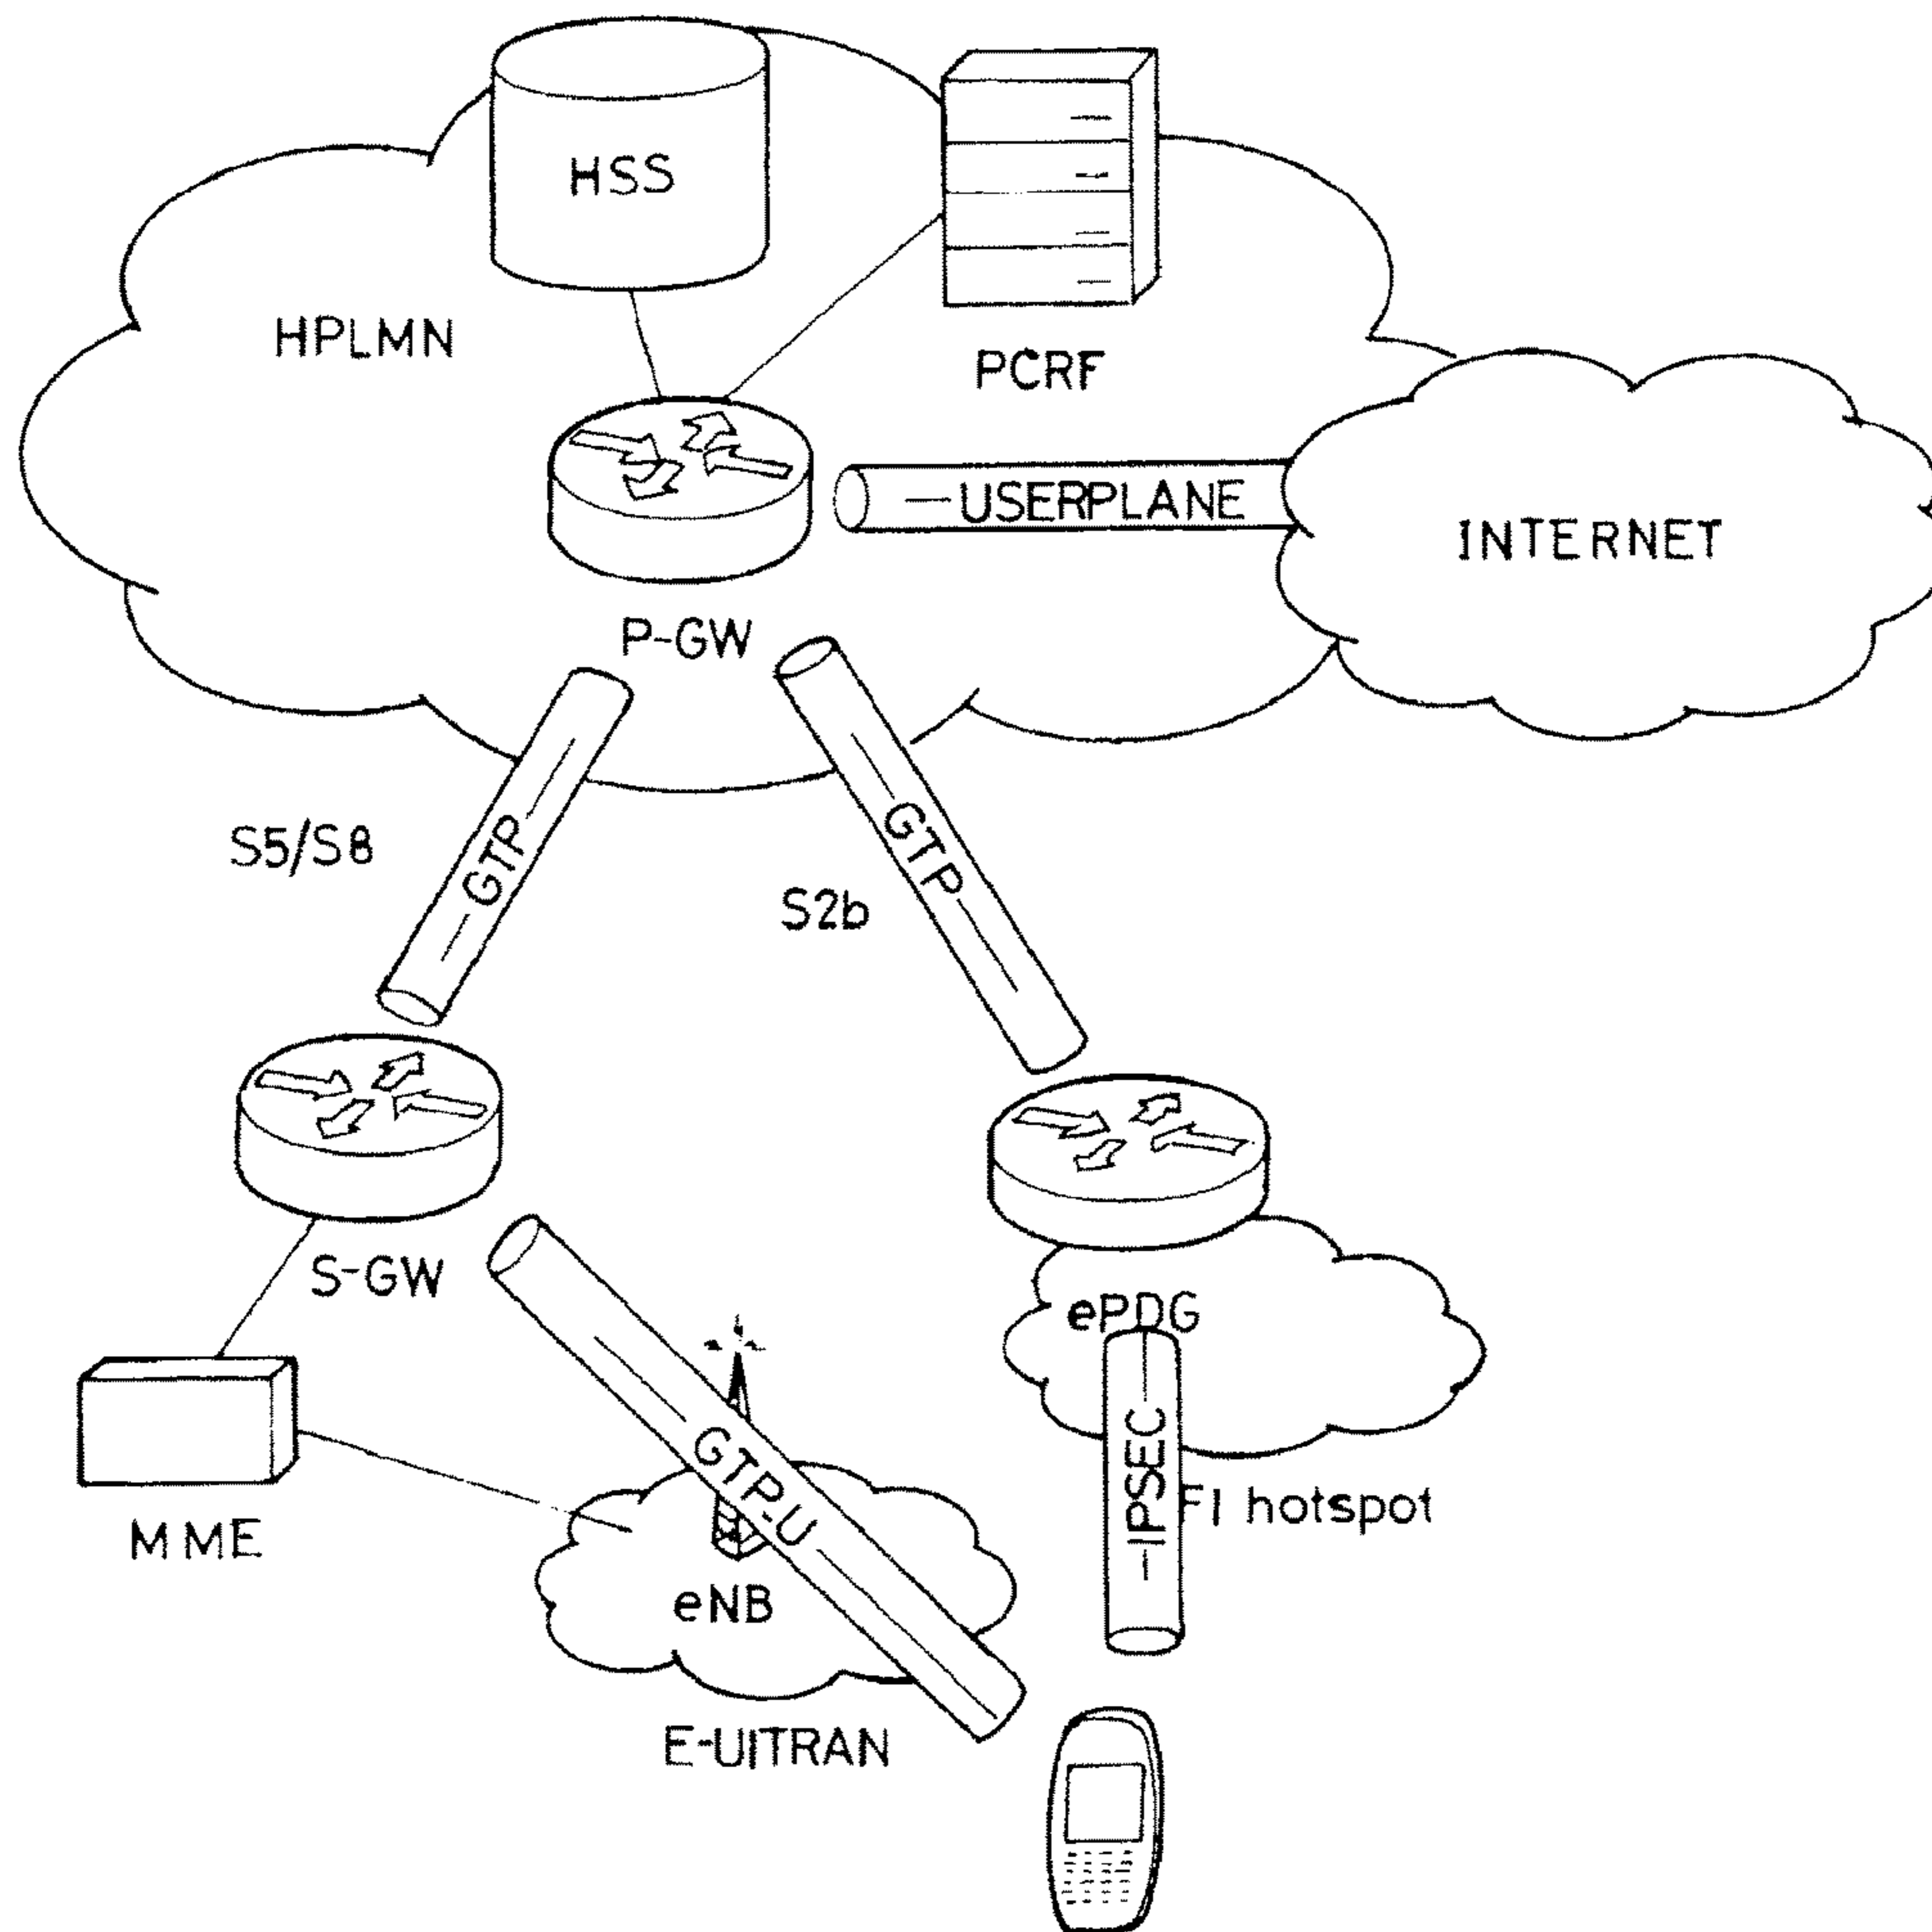 HSS
HPLMN
PCRF
USERPLANE
INTERNET
P-GW
S5/S8
GTP
GTP
S2b
S-GW
ePDG
GTP-U
IPSEC
FI hotspot
MME
eNB
E-UITRAN